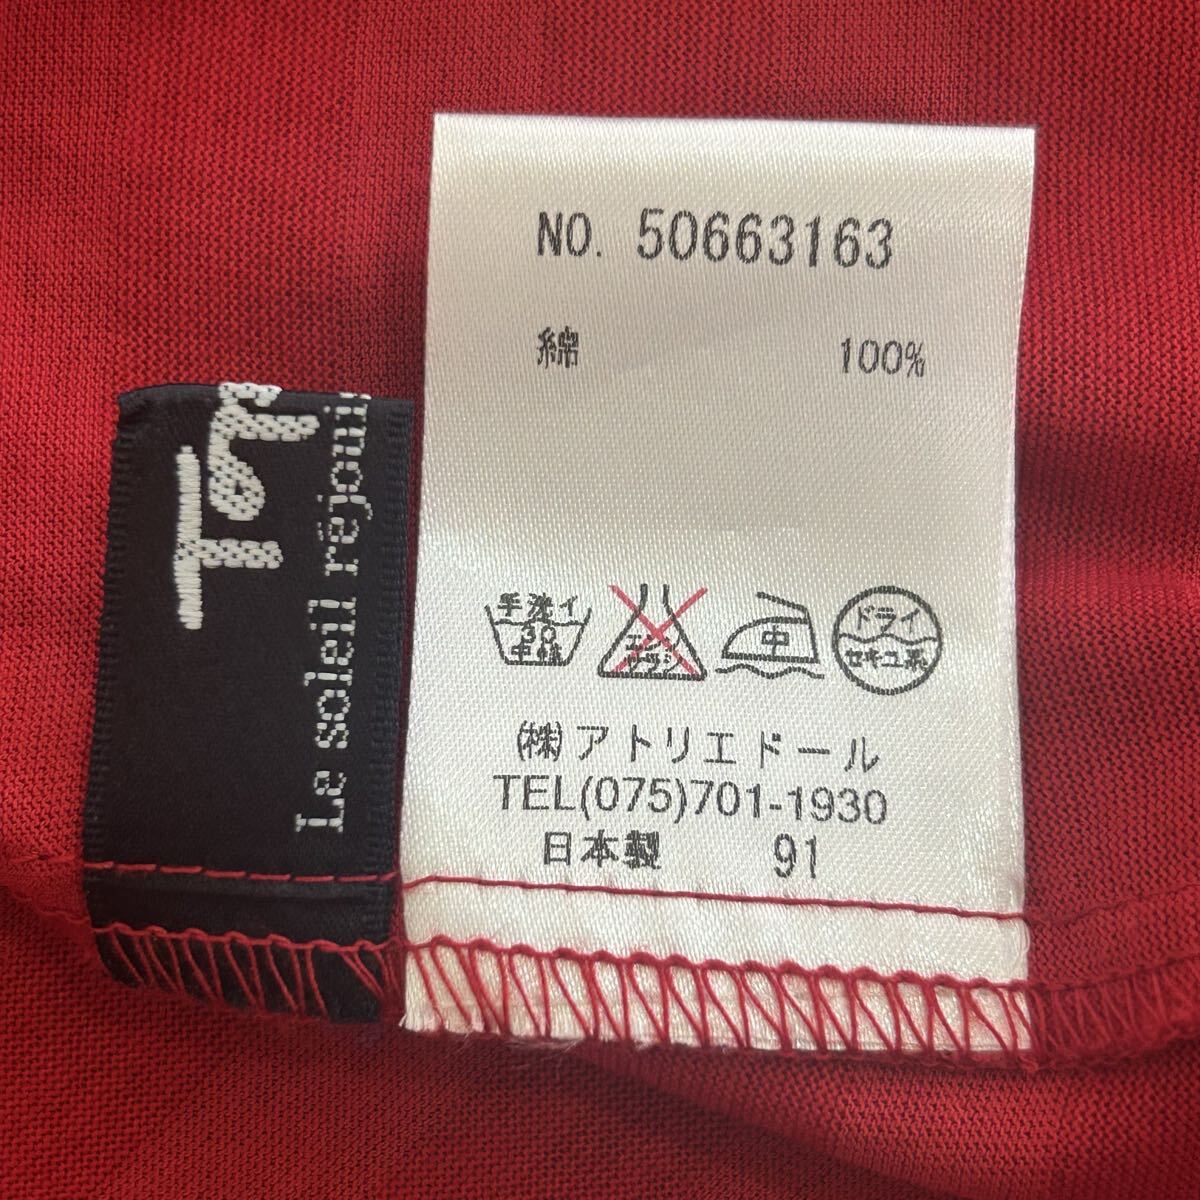 NO. 50663163
綿 100%
手洗イ
30
中性
エンソ
サラシ
中
ドライ
セキユ系
㈱アトリエドール
TEL(075)701-1930
日本製 91
Le soleil réjoui